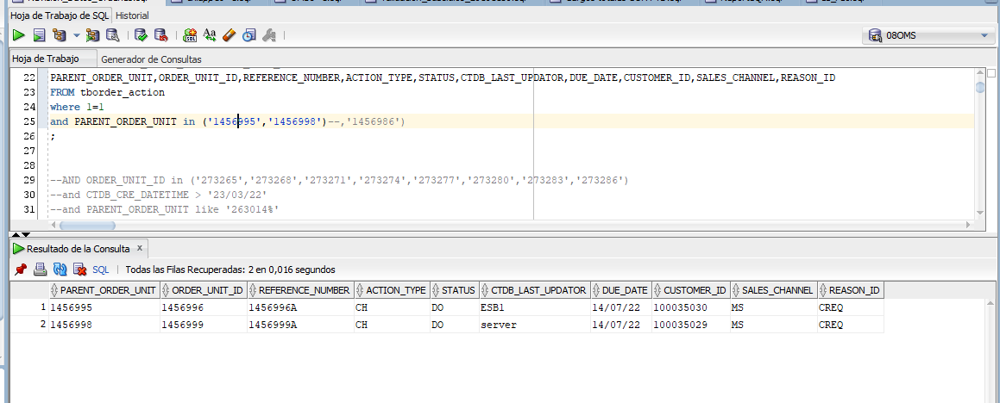 Hoja de Trabajo de SQL Historial
08OMS
Hoja de Trabajo Generador de Consultas
22 PARENT_ORDER_UNIT,ORDER_UNIT_ID,REFERENCE_NUMBER,ACTION_TYPE,STATUS,CTDB_LAST_UPDATOR,DUE_DATE,CUSTOMER_ID,SALES_CHANNEL,REASON_ID
23 FROM tborder_action
24 where 1=1
25 and PARENT_ORDER_UNIT in ('1456995','1456998')--,'1456986')
26 ;
27
28
29 --AND ORDER_UNIT_ID in ('273265','273268','273271','273274','273277','273280','273283','273286')
30 --and CTDB_CRE_DATETIME > '23/03/22'
31 --and PARENT_ORDER_UNIT like '263014%'
Resultado de la Consulta x
SQL | Todas las Filas Recuperadas: 2 en 0,016 segundos
PARENT_ORDER_UNIT ORDER_UNIT_ID REFERENCE_NUMBER ACTION_TYPE STATUS CTDB_LAST_UPDATOR DUE_DATE CUSTOMER_ID SALES_CHANNEL REASON_ID
1 1456995 1456996 1456996A CH DO ESB1 14/07/22 100035030 MS CREQ
2 1456998 1456999 1456999A CH DO server 14/07/22 100035029 MS CREQ